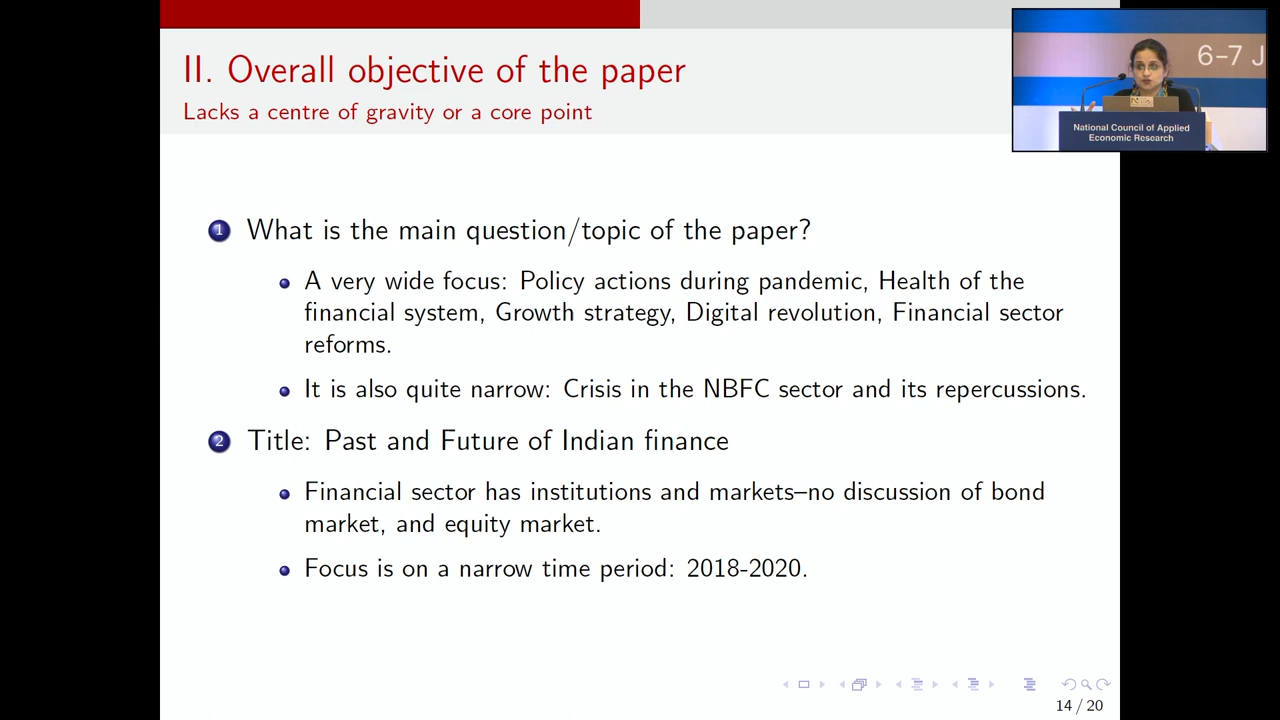 II. Overall objective of the paper
Lacks a centre of gravity or a core point
6-7 J
National Council of Applied
Economic Research
1 What is the main question/topic of the paper?
A very wide focus: Policy actions during pandemic, Health of the
financial system, Growth strategy, Digital revolution, Financial sector
reforms.
It is also quite narrow: Crisis in the NBFC sector and its repercussions.
2 Title: Past and Future of Indian finance
Financial sector has institutions and markets–no discussion of bond
market, and equity market.
Focus is on a narrow time period: 2018-2020.
14 / 20